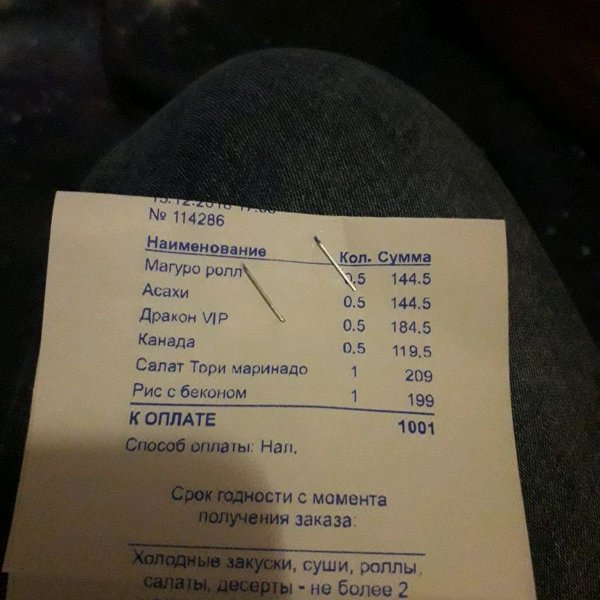 № 114286
Наименование Кол. Сумма
Магуро ролл 0.5 144.5
Асахи 0.5 144.5
Дракон VIP 0.5 184.5
Канада 0.5 119.5
Салат Тори маринадо 1 209
Рис с беконом 1 199
К ОПЛАТЕ 1001
Способ оплаты: Нал.
Срок годности с момента
получения заказа:
Холодные закуски, суши, роллы,
салаты, десерты - не более 2